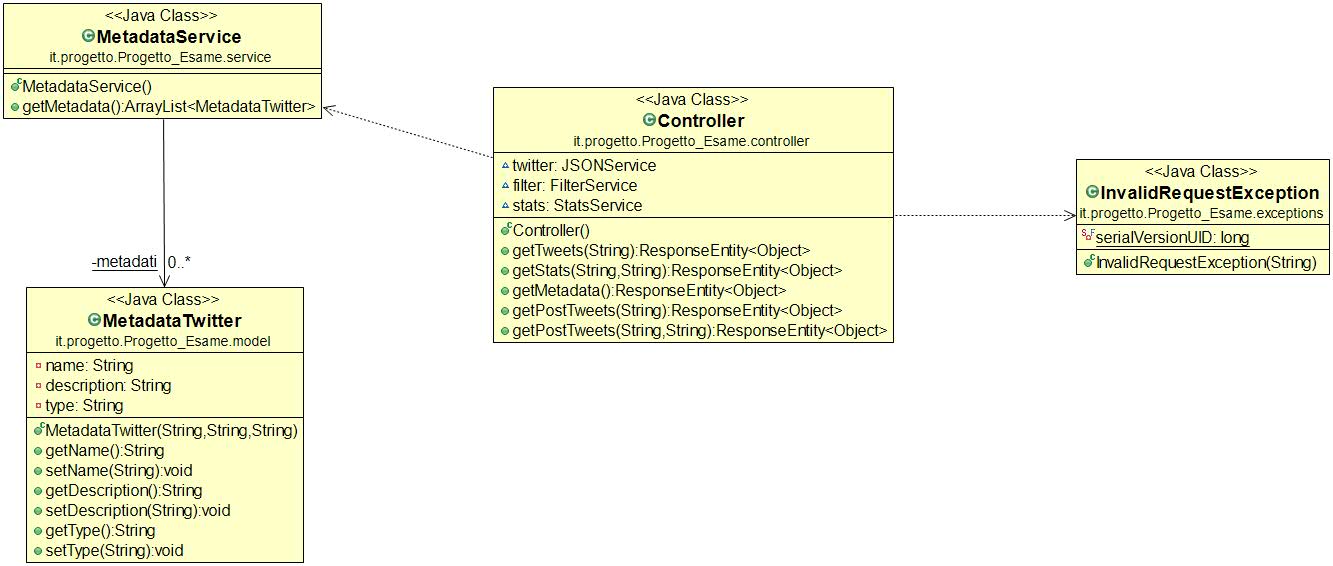 <<Java Class>>
MetadataService
it.progetto.Progetto_Esame.service
MetadataService()
getMetadata():ArrayList<MetadataTwitter>
-metadati 0..*
<<Java Class>>
MetadataTwitter
it.progetto.Progetto_Esame.model
name: String
description: String
type: String
MetadataTwitter(String,String,String)
getName():String
setName(String):void
getDescription():String
setDescription(String):void
getType():String
setType(String):void
<<Java Class>>
Controller
it.progetto.Progetto_Esame.controller
twitter: JSONService
filter: FilterService
stats: StatsService
Controller()
getTweets(String):ResponseEntity<Object>
getStats(String,String):ResponseEntity<Object>
getMetadata():ResponseEntity<Object>
getPostTweets(String):ResponseEntity<Object>
getPostTweets(String,String):ResponseEntity<Object>
<<Java Class>>
InvalidRequestException
it.progetto.Progetto_Esame.exceptions
serialVersionUID: long
InvalidRequestException(String)